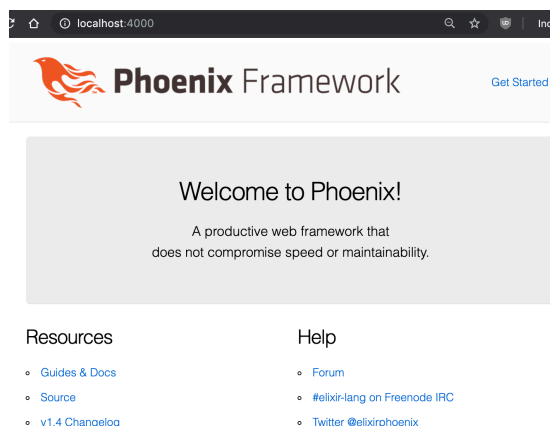 localhost:4000
Phoenix Framework
Get Started
Welcome to Phoenix!
A productive web framework that
does not compromise speed or maintainability.
Resources
Help
Guides & Docs
Forum
Source
#elixir-lang on Freenode IRC
v1.4 Changelog
Twitter @elixirphoenix